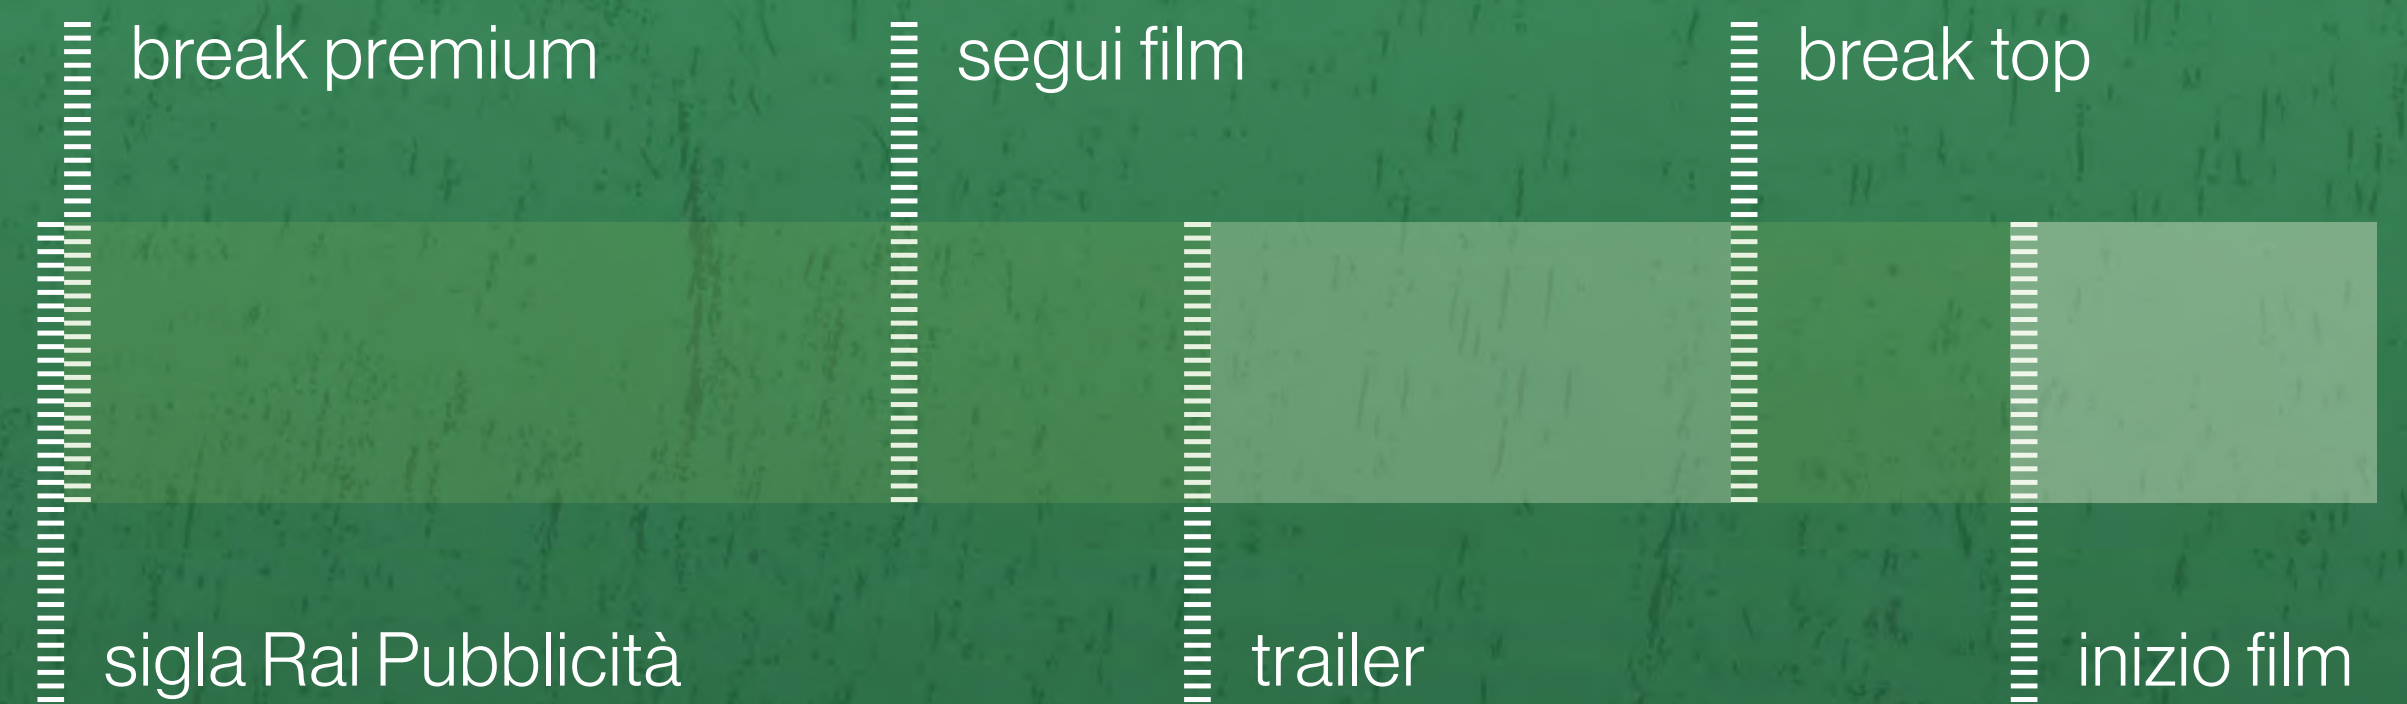 break premium
segui film
break top
sigla Rai Pubblicità
trailer
inizio film